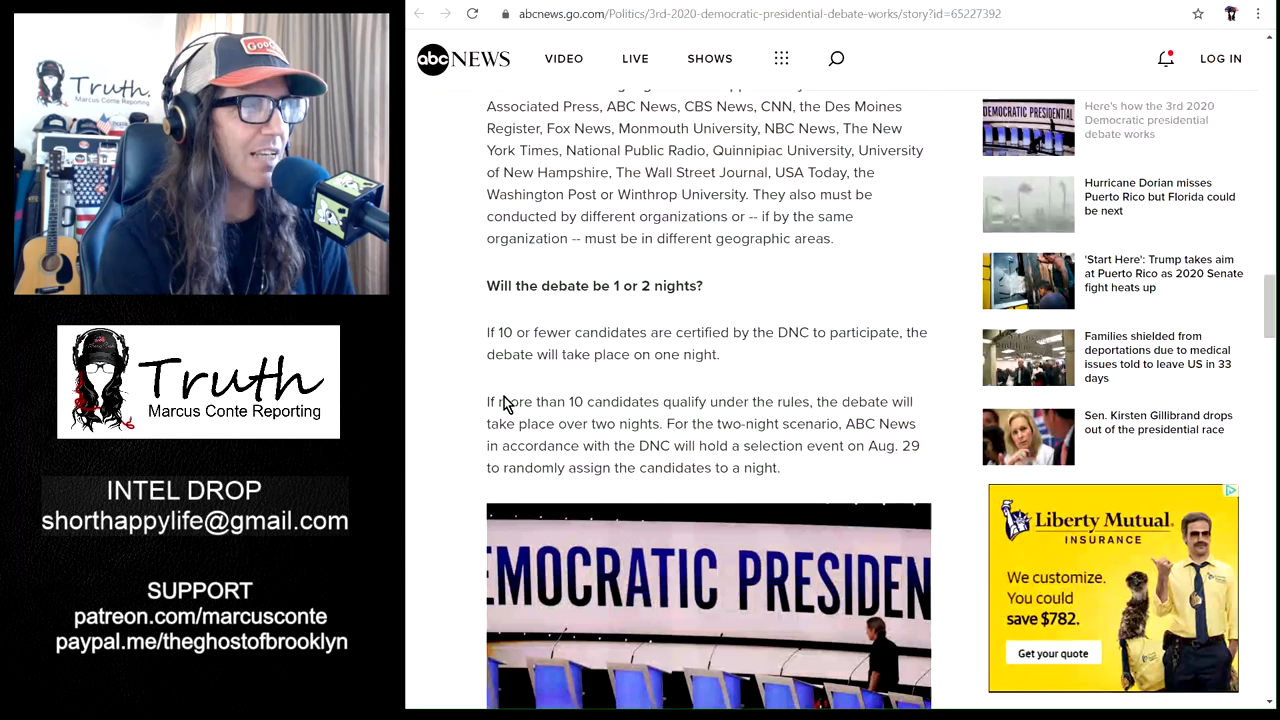 Truth.
Marcus Conte Reporting
Truth
Marcus Conte Reporting
INTEL DROP
shorthappylife@gmail.com
SUPPORT
patreon.com/marcusconte
paypal.me/theghostofbrooklyn
abcnews.go.com/Politics/3rd-2020-democratic-presidential-debate-works/story?id=65227392
abc NEWS
VIDEO
LIVE
SHOWS
LOG IN
Associated Press, ABC News, CBS News, CNN, the Des Moines
Register, Fox News, Monmouth University, NBC News, The New
York Times, National Public Radio, Quinnipiac University, University
of New Hampshire, The Wall Street Journal, USA Today, the
Washington Post or Winthrop University. They also must be
conducted by different organizations or -- if by the same
organization -- must be in different geographic areas.
Will the debate be 1 or 2 nights?
If 10 or fewer candidates are certified by the DNC to participate, the
debate will take place on one night.
If more than 10 candidates qualify under the rules, the debate will
take place over two nights. For the two-night scenario, ABC News
in accordance with the DNC will hold a selection event on Aug. 29
to randomly assign the candidates to a night.
EMOCRATIC PRESIDEN
DEMOCRATIC PRESIDENTIAL
Here's how the 3rd 2020
Democratic presidential
debate works
Hurricane Dorian misses
Puerto Rico but Florida could
be next
'Start Here': Trump takes aim
at Puerto Rico as 2020 Senate
fight heats up
Families shielded from
deportations due to medical
issues told to leave US in 33
days
Sen. Kirsten Gillibrand drops
out of the presidential race
Liberty Mutual.
INSURANCE
We customize.
You could
save $782.
Get your quote